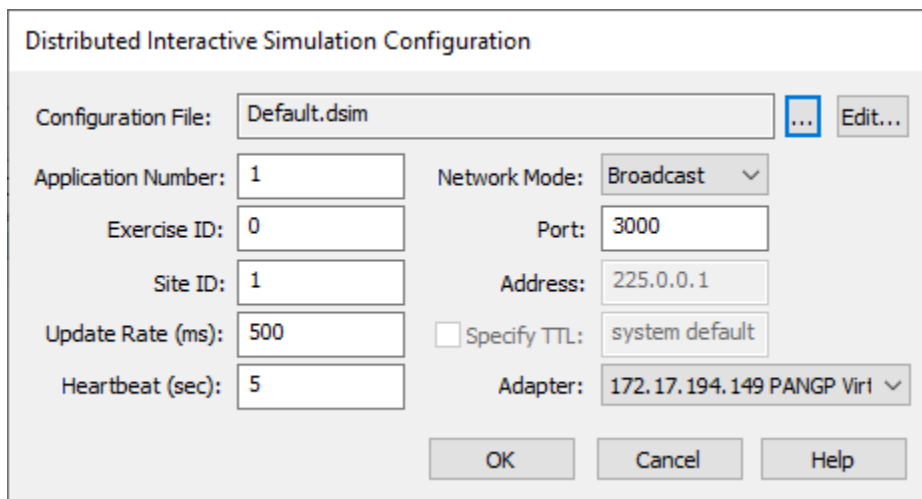 Distributed Interactive Simulation Configuration
Configuration File: Default.dsim ... Edit...
Application Number: 1 Network Mode: Broadcast
Exercise ID: 0 Port: 3000
Site ID: 1 Address: 225.0.0.1
Update Rate (ms): 500 Specify TTL: system default
Heartbeat (sec): 5 Adapter: 172.17.194.149 PANGP Virt
OK Cancel Help